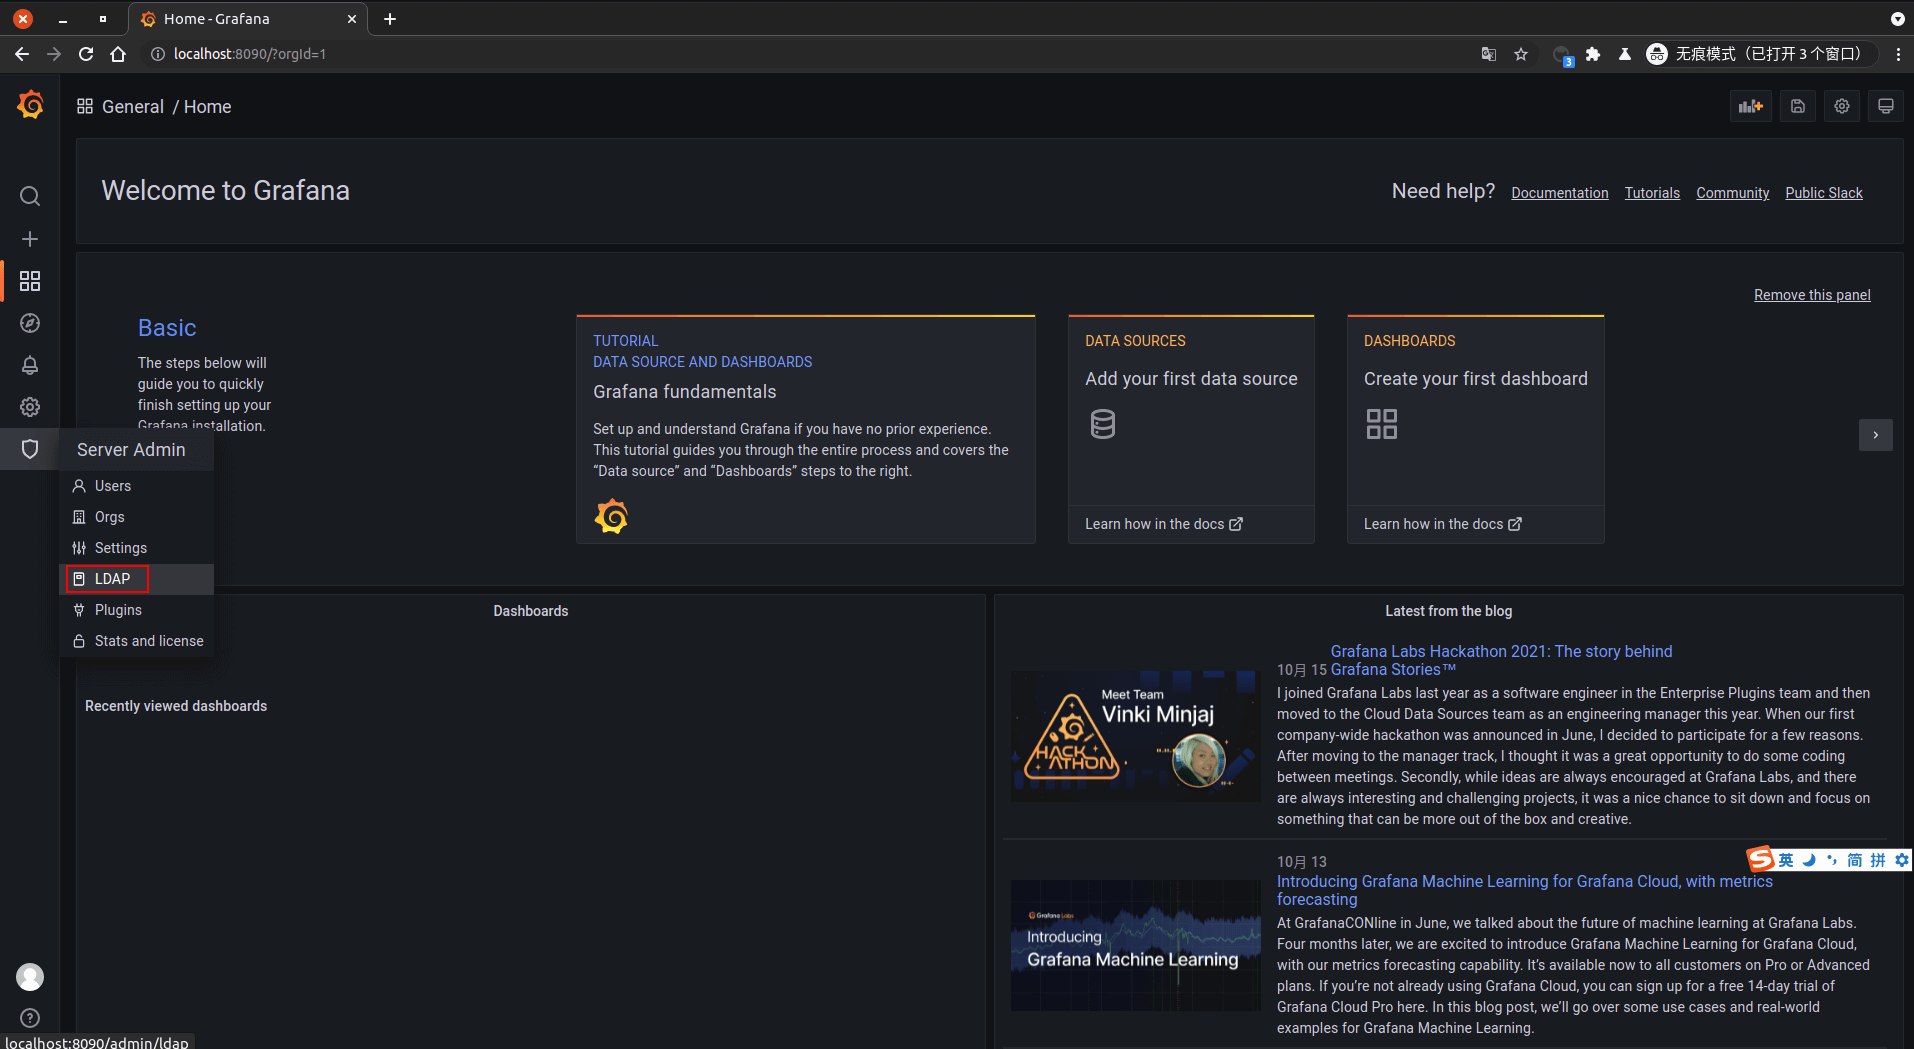 Home - Grafana
localhost:8090/?orgId=1
3
无痕模式（已打开 3 个窗口）
General / Home
Welcome to Grafana
Need help? Documentation Tutorials Community Public Slack
Remove this panel
Basic
The steps below will
guide you to quickly
finish setting up your
Grafana installation.
TUTORIAL
DATA SOURCE AND DASHBOARDS
Grafana fundamentals
Set up and understand Grafana if you have no prior experience.
This tutorial guides you through the entire process and covers the
“Data source” and “Dashboards” steps to the right.
DATA SOURCES
Add your first data source
Learn how in the docs
DASHBOARDS
Create your first dashboard
Learn how in the docs
Server Admin
Users
Orgs
Settings
LDAP
Plugins
Stats and license
Dashboards
Recently viewed dashboards
Latest from the blog
Meet Team
Vinki Minjaj
HACK
ATHON
Grafana Labs Hackathon 2021: The story behind
10月 15 Grafana Stories™
I joined Grafana Labs last year as a software engineer in the Enterprise Plugins team and then
moved to the Cloud Data Sources team as an engineering manager this year. When our first
company-wide hackathon was announced in June, I decided to participate for a few reasons.
After moving to the manager track, I thought it was a great opportunity to do some coding
between meetings. Secondly, while ideas are always encouraged at Grafana Labs, and there
are always interesting and challenging projects, it was a nice chance to sit down and focus on
something that can be more out of the box and creative.
S 英 简 拼
Grafana Labs
Introducing
Grafana Machine Learning
10月 13
Introducing Grafana Machine Learning for Grafana Cloud, with metrics
forecasting
At GrafanaCONline in June, we talked about the future of machine learning at Grafana Labs.
Four months later, we are excited to introduce Grafana Machine Learning for Grafana Cloud,
with our metrics forecasting capability. It’s available now to all customers on Pro or Advanced
plans. If you’re not already using Grafana Cloud, you can sign up for a free 14-day trial of
Grafana Cloud Pro here. In this blog post, we’ll go over some use cases and real-world
examples for Grafana Machine Learning.
localhost:8090/admin/ldap